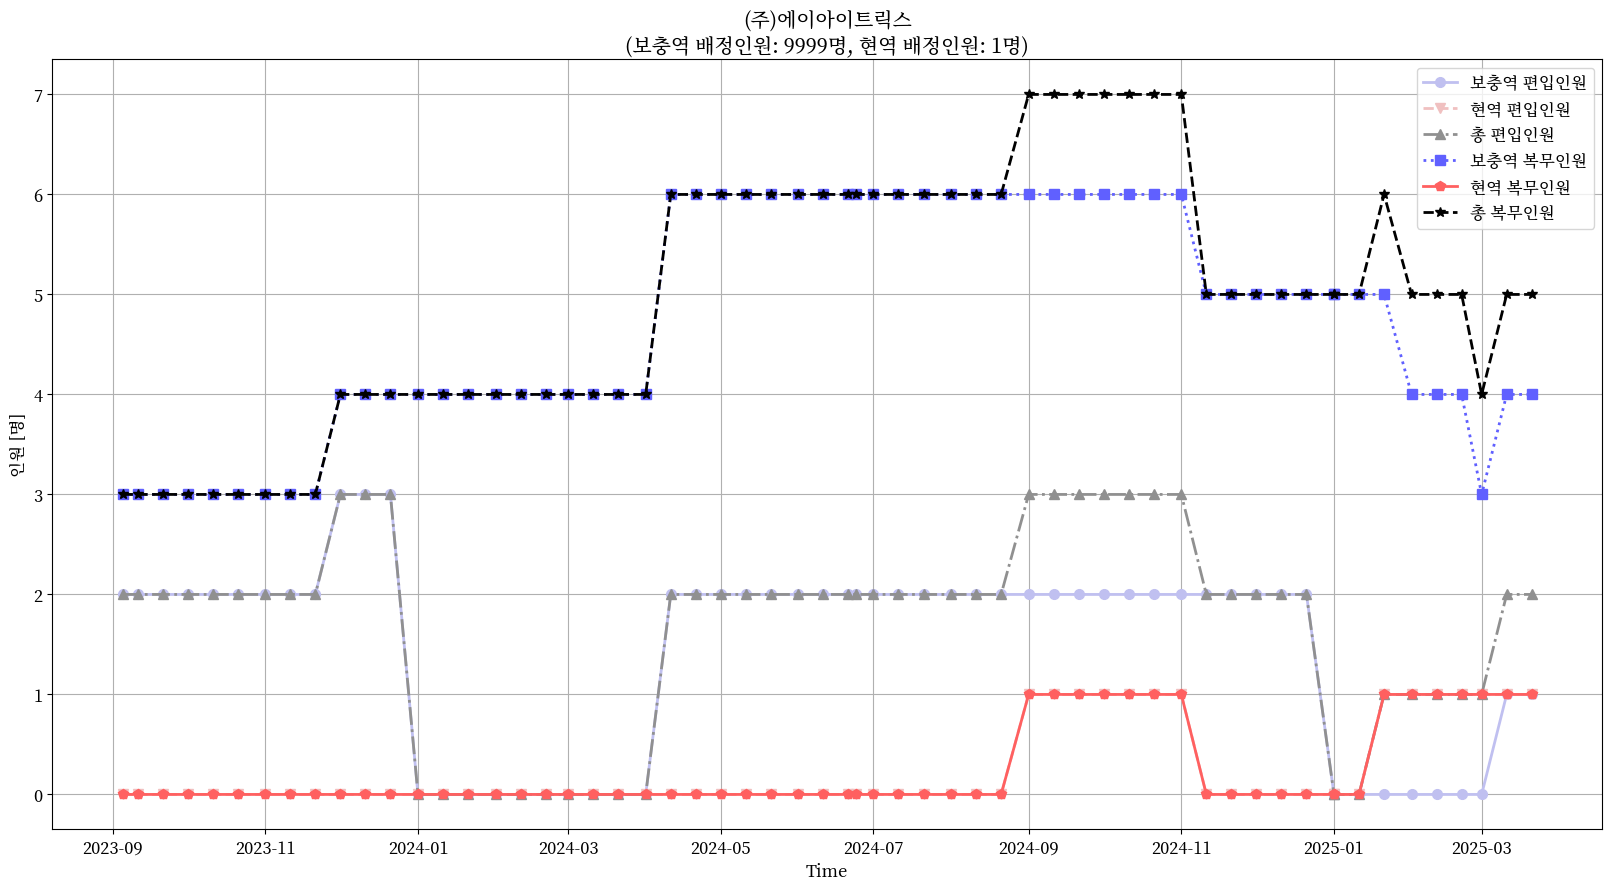 (주)에이아이트릭스
(보충역 배정인원: 9999명, 현역 배정인원: 1명)
보충역 편입인원
현역 편입인원
총 편입인원
보충역 복무인원
현역 복무인원
총 복무인원
인원 [명]
7
6
5
4
3
2
1
0
2023-09
2023-11
2024-01
2024-03
2024-05
2024-07
2024-09
2024-11
2025-01
2025-03
Time